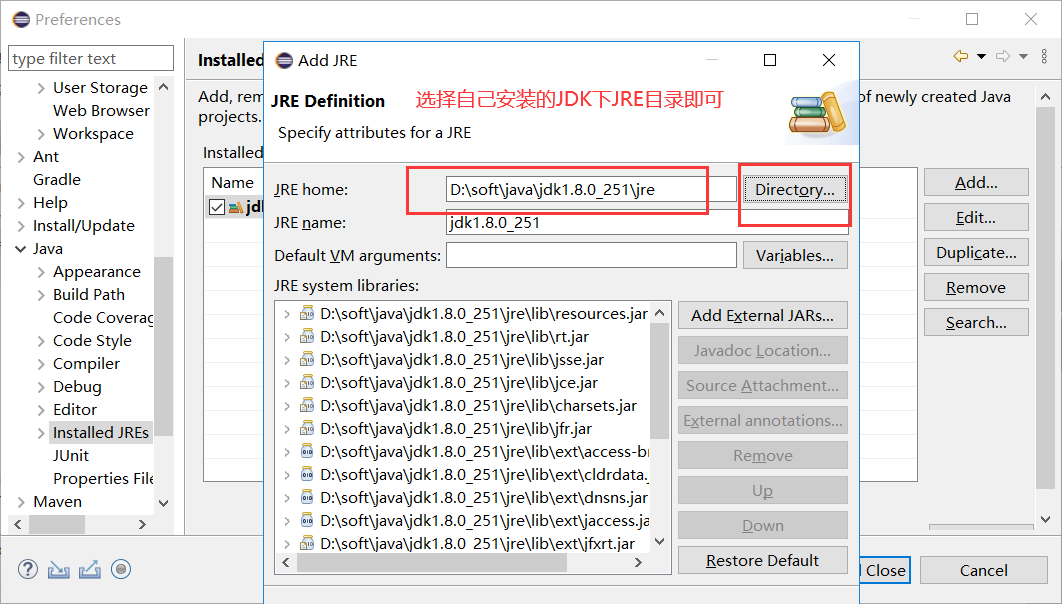 Preferences
type filter text
User Storage
Web Browser
Workspace
Ant
Gradle
Help
Install/Update
Java
Appearance
Build Path
Code Coverag
Code Style
Compiler
Debug
Editor
Installed JREs
JUnit
Properties File
Maven
Installed
Add, rem
of newly created Java
projects.
Installed
Name
jdk
Add...
Edit...
Duplicate...
Remove
Search...
Close
Cancel
Add JRE
JRE Definition
选择自己安装的JDK下JRE目录即可
Specify attributes for a JRE
JRE home:
D:\soft\java\jdk1.8.0_251\jre
Directory...
JRE name:
jdk1.8.0_251
Default VM arguments:
Variables...
JRE system libraries:
D:\soft\java\jdk1.8.0_251\jre\lib\resources.jar
D:\soft\java\jdk1.8.0_251\jre\lib\rt.jar
D:\soft\java\jdk1.8.0_251\jre\lib\jsse.jar
D:\soft\java\jdk1.8.0_251\jre\lib\jce.jar
D:\soft\java\jdk1.8.0_251\jre\lib\charsets.jar
D:\soft\java\jdk1.8.0_251\jre\lib\jfr.jar
D:\soft\java\jdk1.8.0_251\jre\lib\ext\access-br
D:\soft\java\jdk1.8.0_251\jre\lib\ext\cldrdata.j
D:\soft\java\jdk1.8.0_251\jre\lib\ext\dnsns.jar
D:\soft\java\jdk1.8.0_251\jre\lib\ext\jaccess.ja
D:\soft\java\jdk1.8.0_251\jre\lib\ext\jfxrt.jar
Add External JARs...
Javadoc Location...
Source Attachment...
External annotations...
Remove
Up
Down
Restore Default